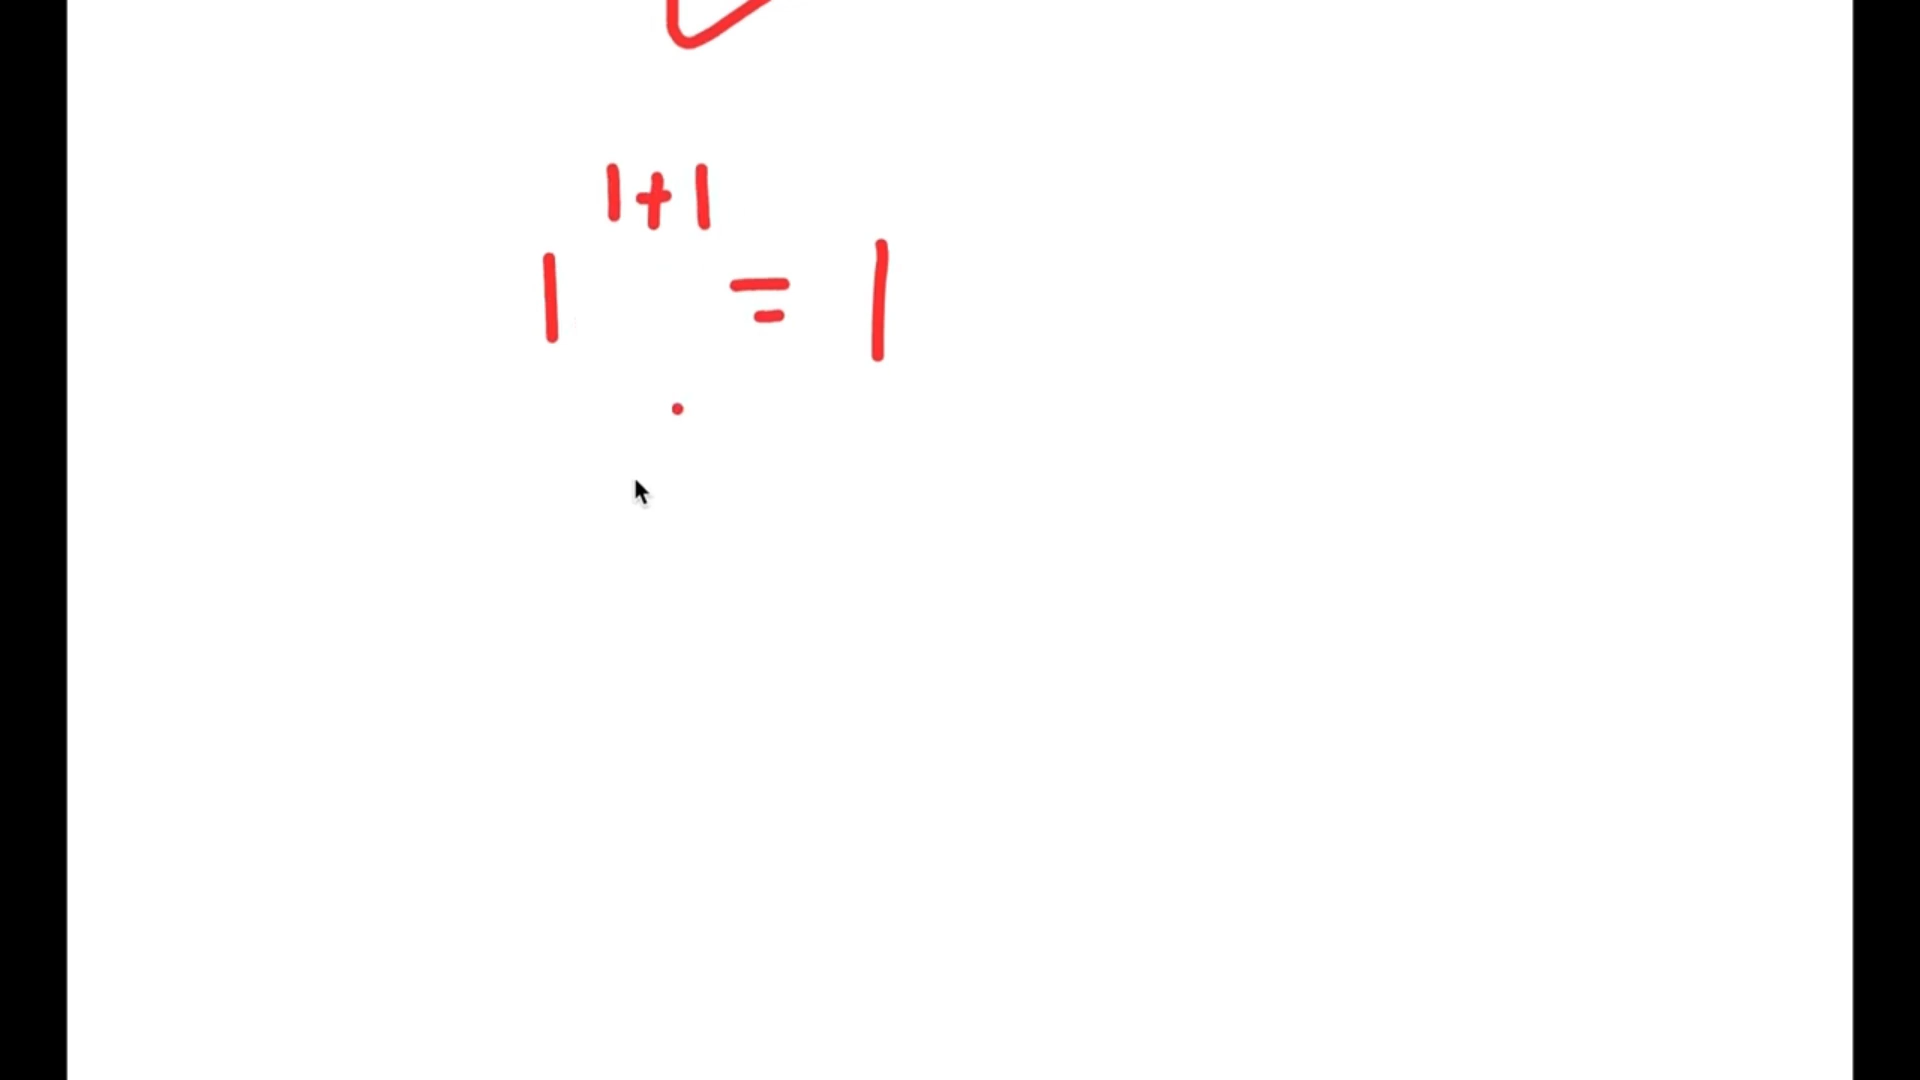 1^{1+1} = 1